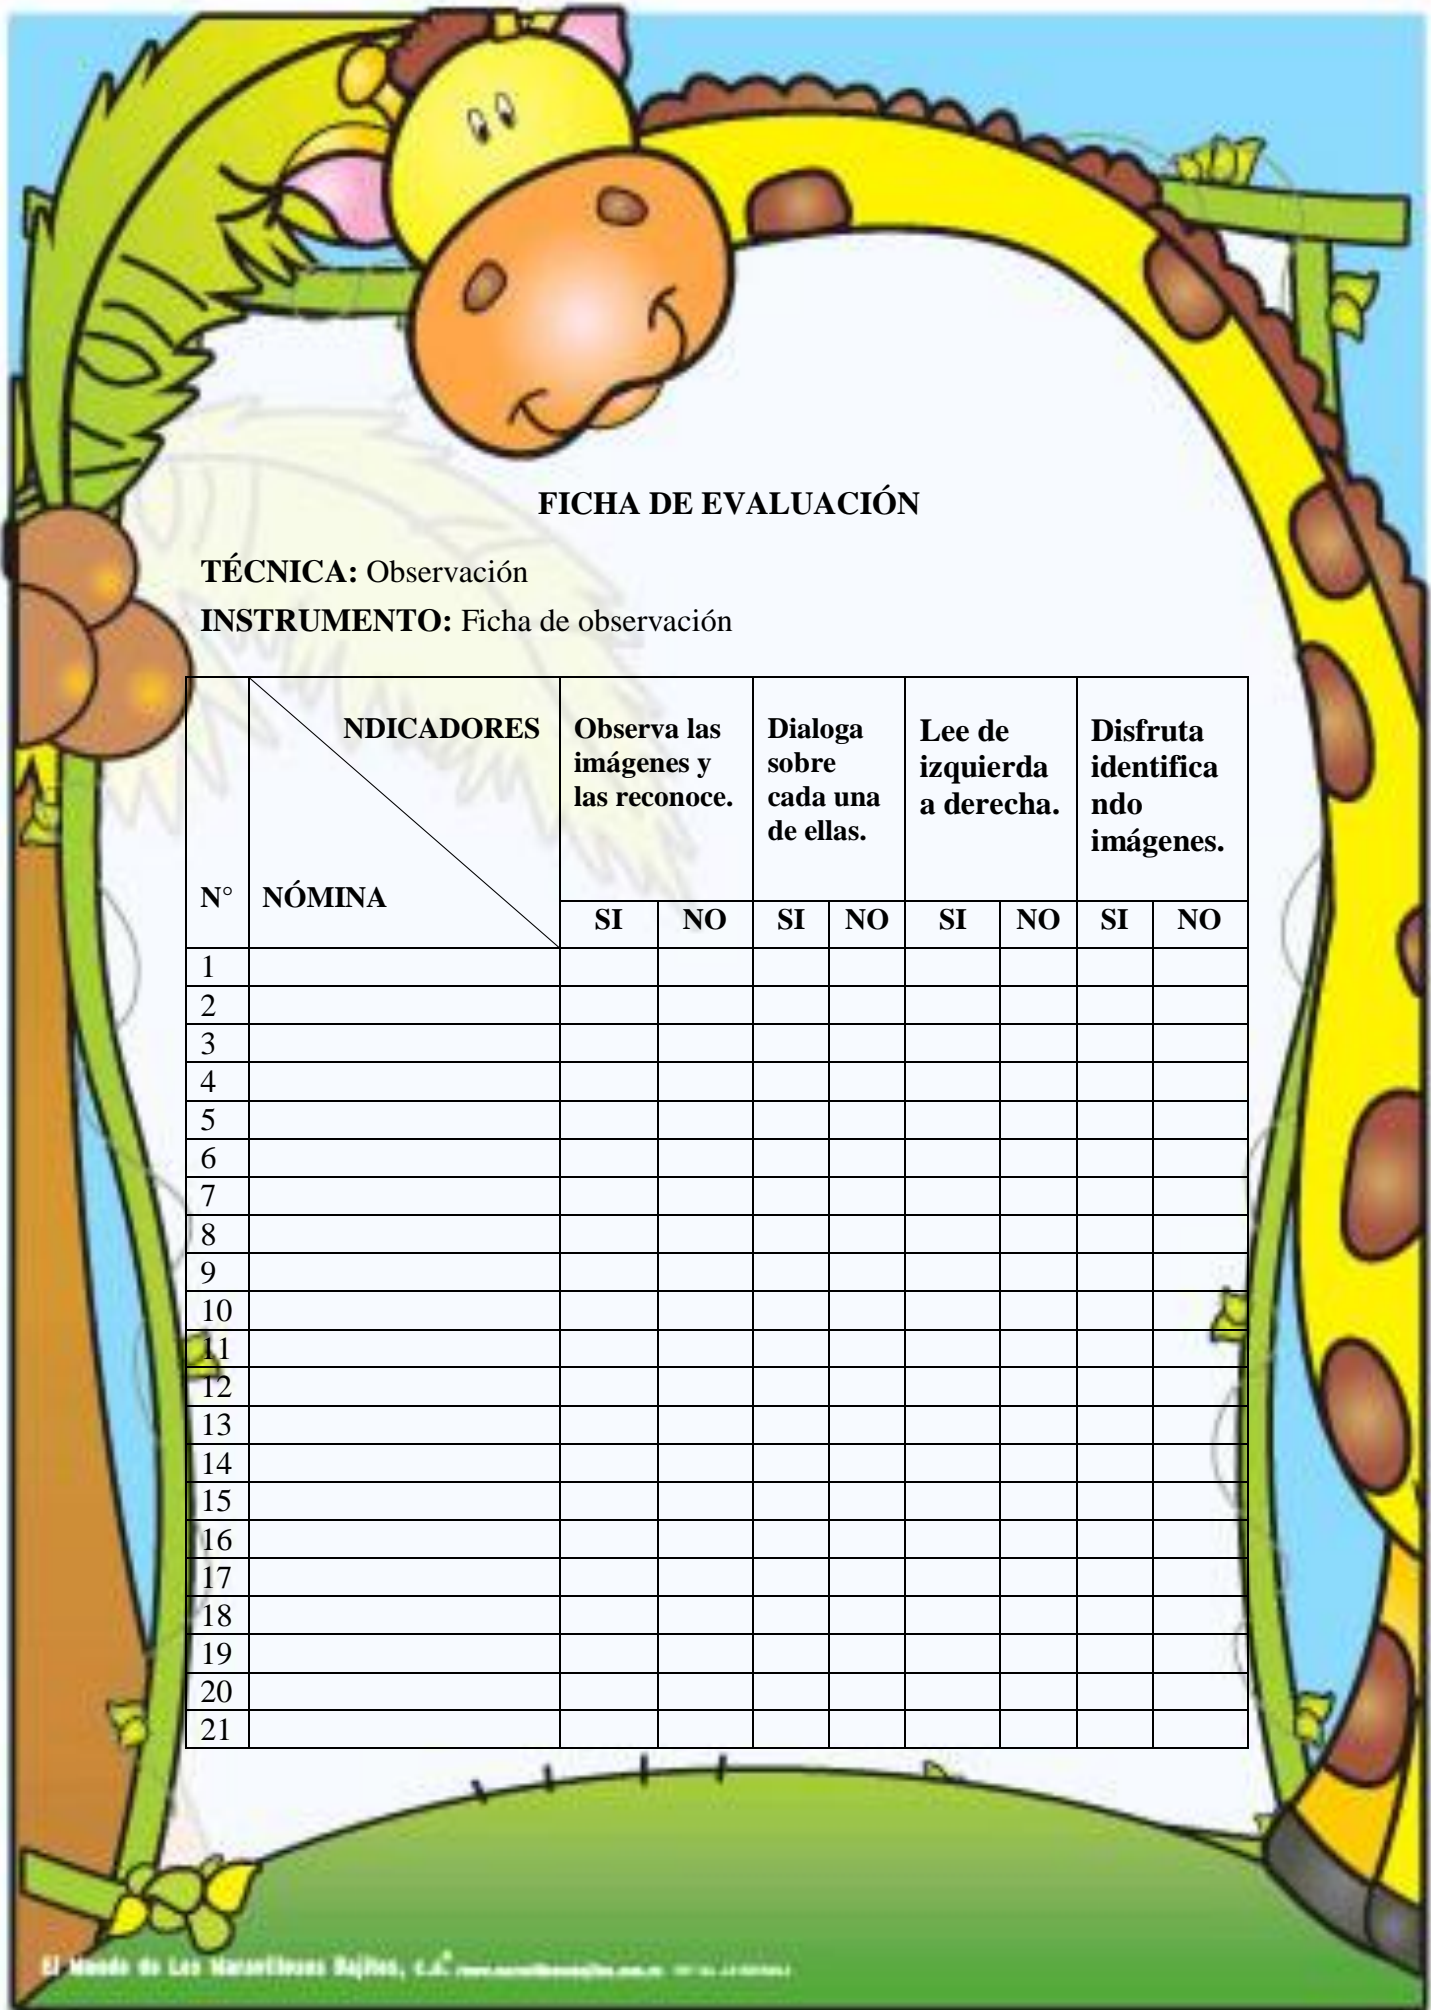 FICHA DE EVALUACIÓN
TÉCNICA: Observación
INSTRUMENTO: Ficha de observación
N°
NDICADORES
NÓMINA
Observa las
imágenes y
las reconoce.
Dialoga
sobre
cada una
de ellas.
Lee de
izquierda
a derecha.
Disfruta
identifica
ndo
imágenes.
SI NO SI NO SI NO SI NO
1
2
3
4
5
6
7
8
9
10
11
12
13
14
15
16
17
18
19
20
21
El Mundo de Los Maravillosos Bajitos, c.a.